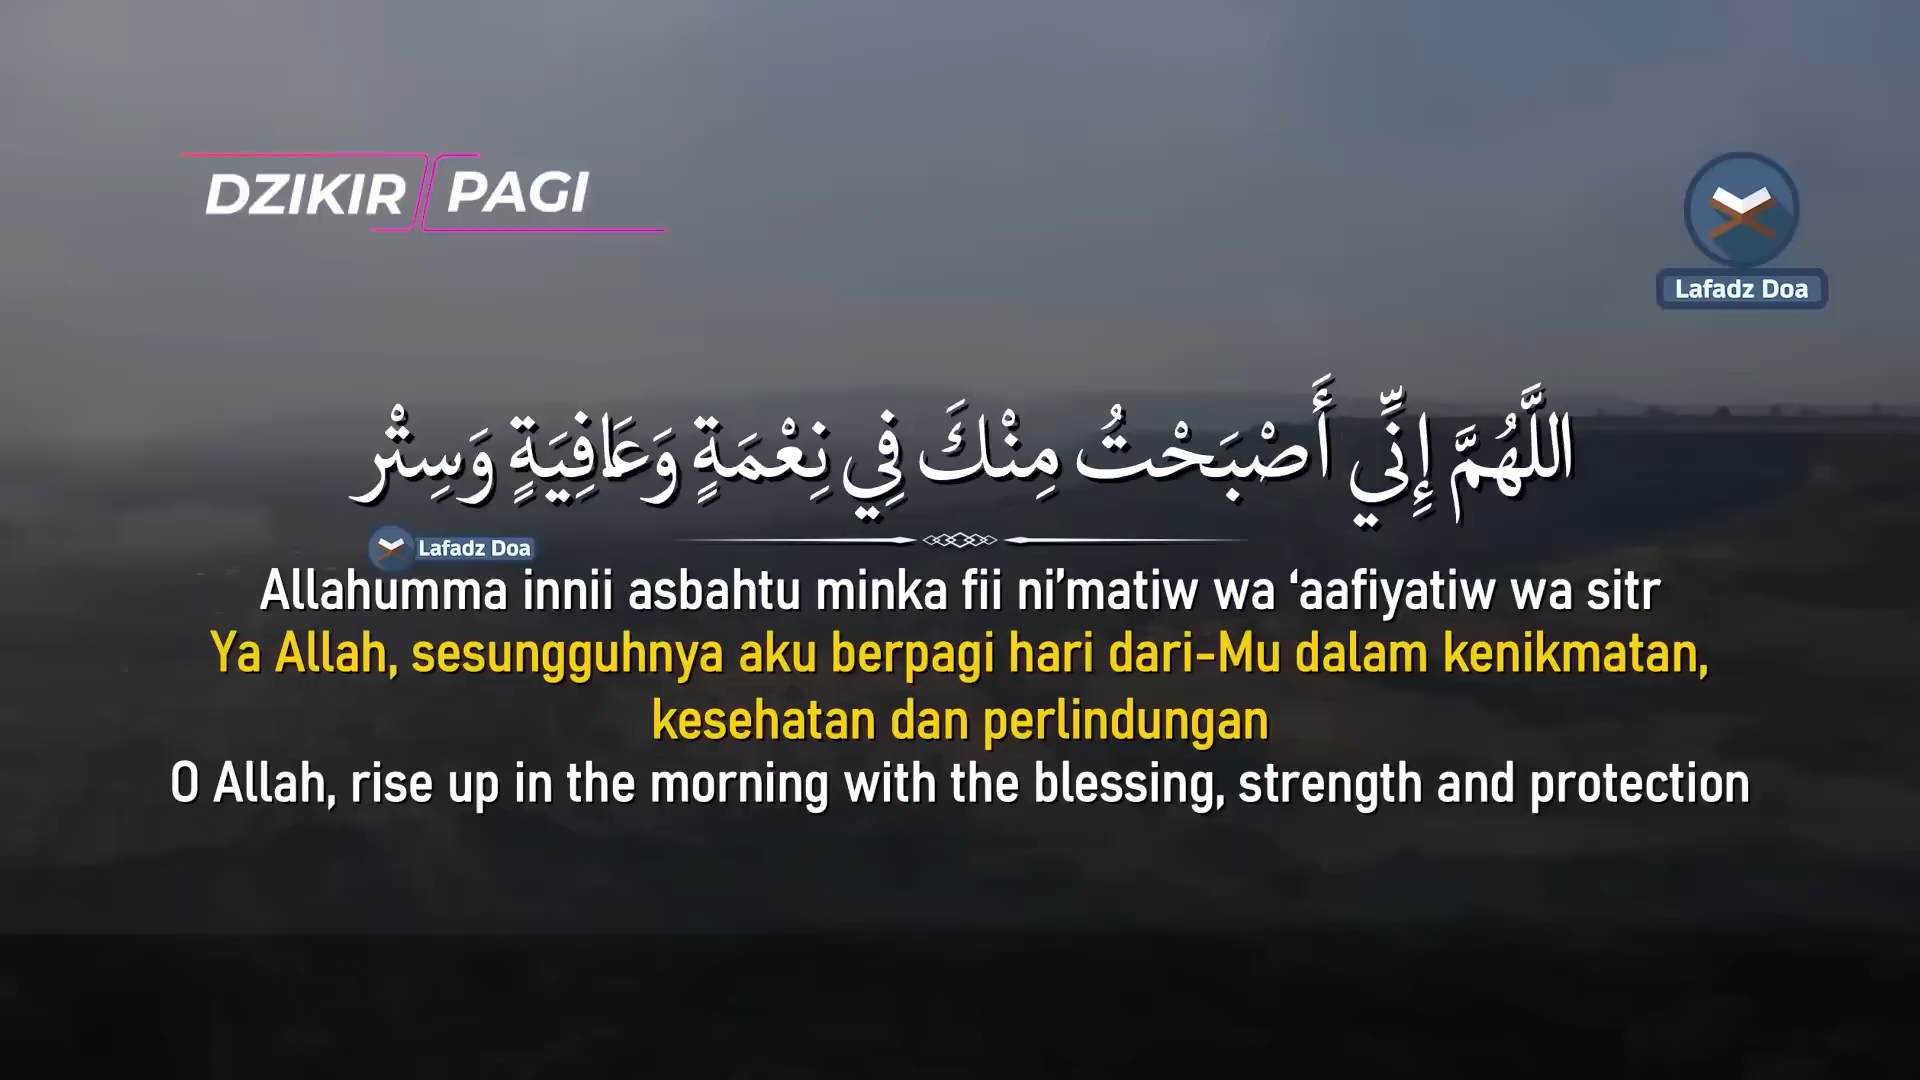 DZIKIR PAGI
Lafadz Doa
اللَّهُمَّ إِنِّي أَصْبَحْتُ مِنْكَ فِي نِعْمَةٍ وَعَافِيَةٍ وَسِتْر
Lafadz Doa
Allahumma innii asbahtu minka fii ni’matiw wa ‘aafiyatiw wa sitr
Ya Allah, sesungguhnya aku berpagi hari dari-Mu dalam kenikmatan,
kesehatan dan perlindungan
O Allah, rise up in the morning with the blessing, strength and protection